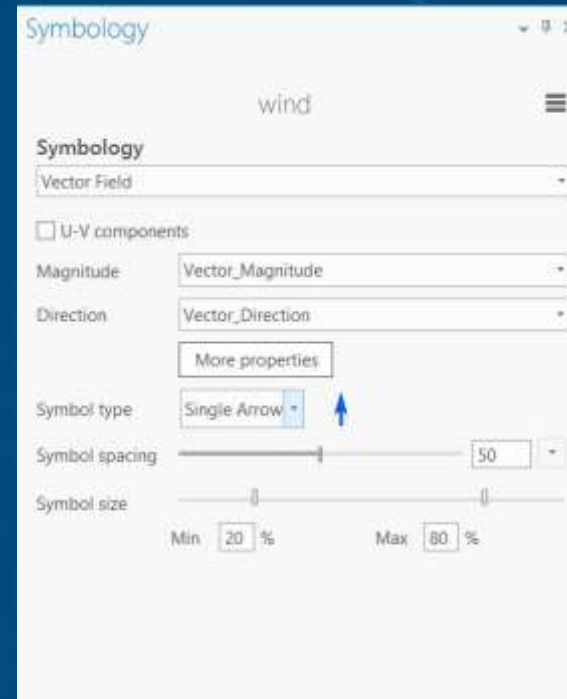 Symbology
wind
Symbology
Vector Field
U-V components
Magnitude Vector_Magnitude
Direction Vector_Direction
More properties
Symbol type Single Arrow
Symbol spacing 50
Symbol size
Min 20 % Max 80 %